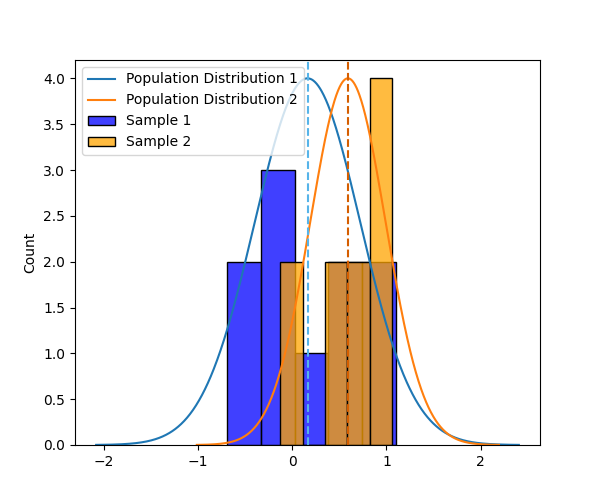 Population Distribution 1
Population Distribution 2
Sample 1
Sample 2
Count
4.0
3.5
3.0
2.5
2.0
1.5
1.0
0.5
0.0
−2
−1
0
1
2